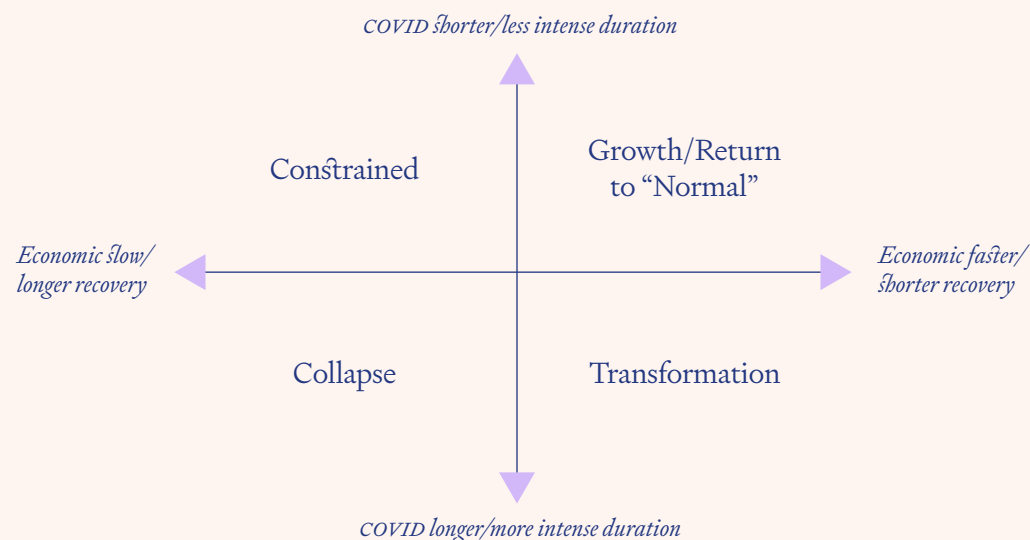 COVID shorter/less intense duration
Constrained
Growth/Return
to “Normal”
Economic slow/
longer recovery
Economic faster/
shorter recovery
Collapse
Transformation
COVID longer/more intense duration